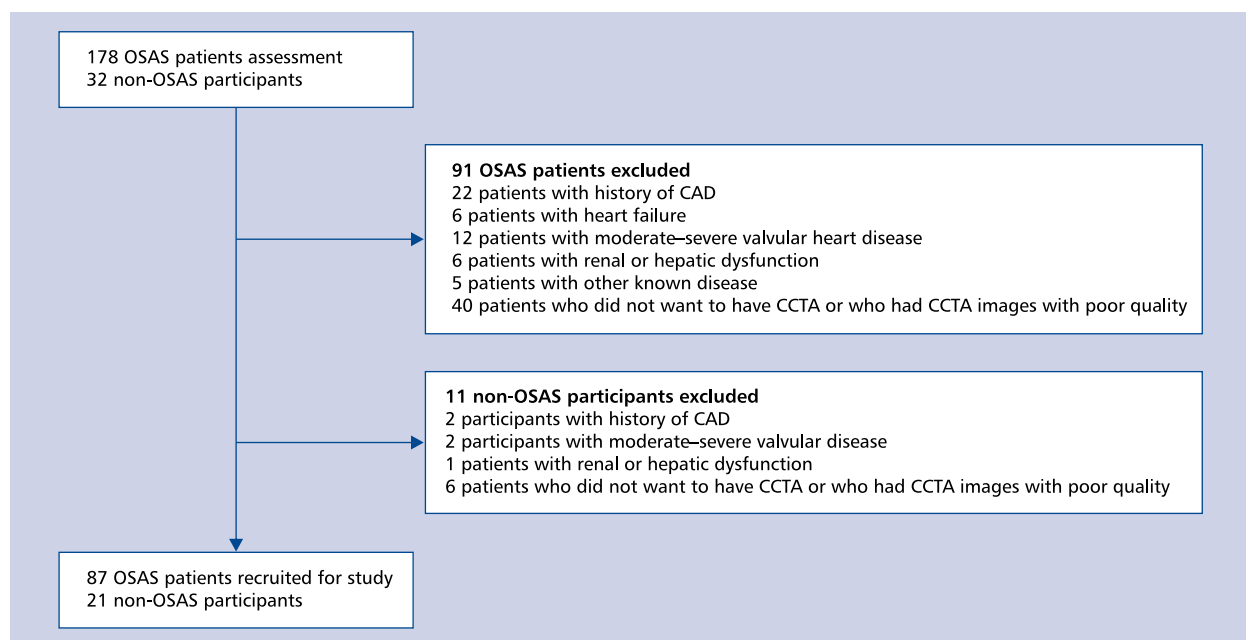 178 OSAS patients assessment
32 non-OSAS participants
91 OSAS patients excluded
22 patients with history of CAD
6 patients with heart failure
12 patients with moderate–severe valvular heart disease
6 patients with renal or hepatic dysfunction
5 patients with other known disease
40 patients who did not want to have CCTA or who had CCTA images with poor quality
11 non-OSAS participants excluded
2 participants with history of CAD
2 participants with moderate–severe valvular disease
1 patients with renal or hepatic dysfunction
6 patients who did not want to have CCTA or who had CCTA images with poor quality
87 OSAS patients recruited for study
21 non-OSAS participants